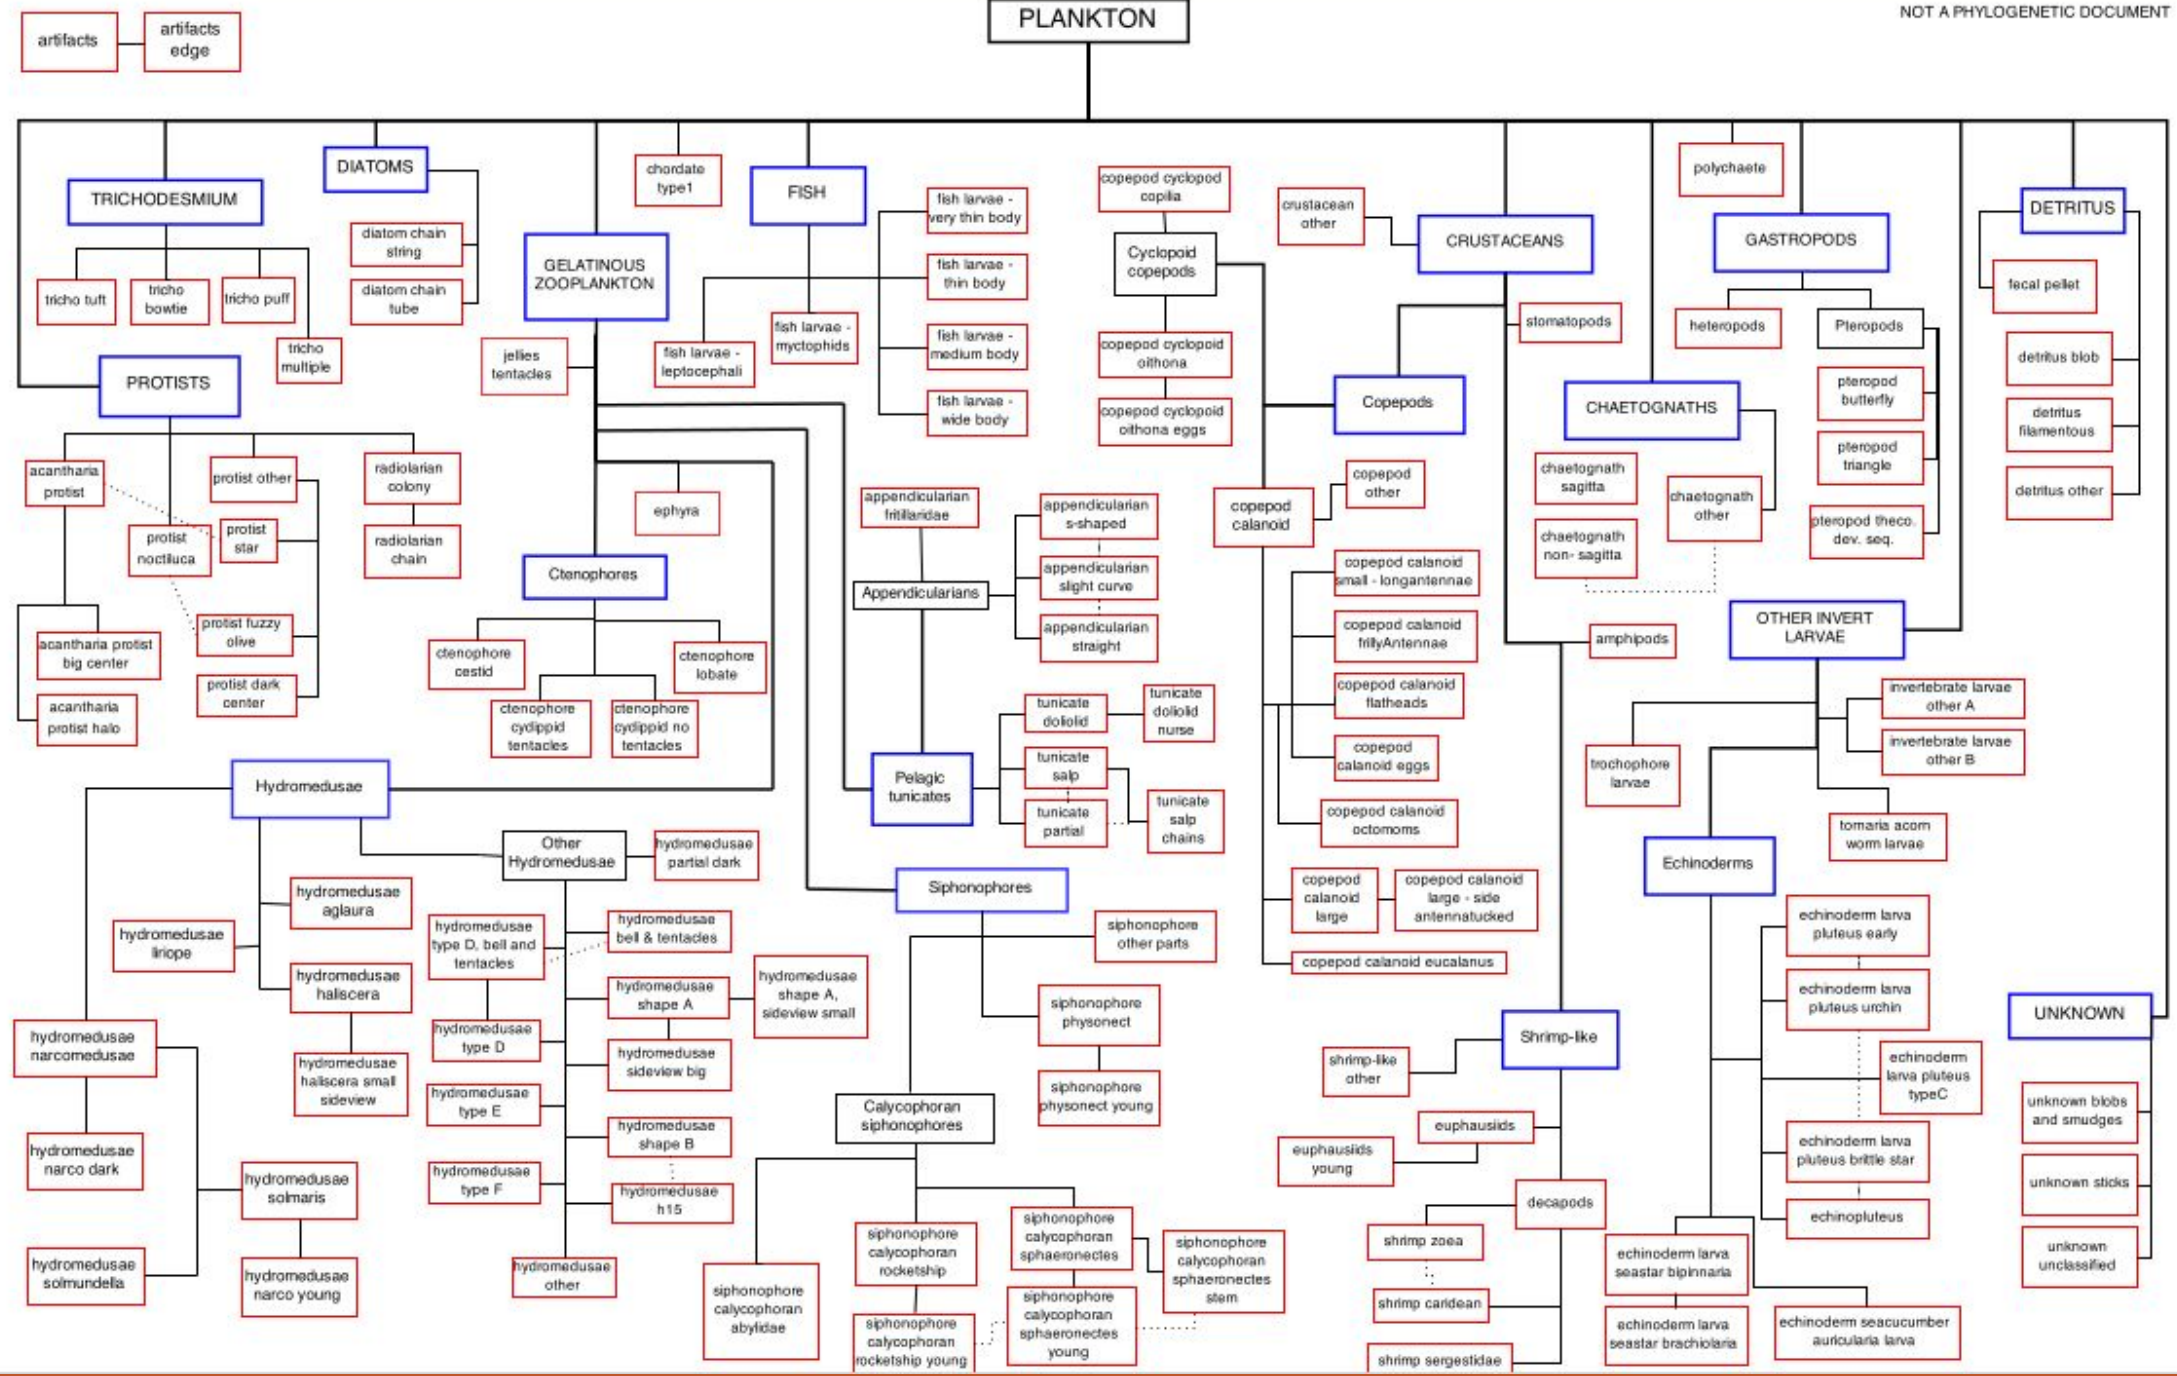 PLANKTON
NOT A PHYLOGENETIC DOCUMENT
artifacts
artifacts
edge
TRICHODESMIUM
tricho tuft
tricho
bowtie
tricho puff
tricho
multiple
DIATOMS
diatom chain
string
diatom chain
tube
PROTISTS
acantharia
protist
protist other
radiolarian
colony
protist
noctiluca
protist
star
radiolarian
chain
protist fuzzy
olive
acantharia protist
big center
protist dark
center
acantharia
protist halo
GELATINOUS
ZOOPLANKTON
jellies
tentacles
ephyra
Ctenophores
ctenophore
cestid
ctenophore
lobate
ctenophore
cydippid
tentacles
ctenophore
cydippid no
tentacles
chordate
type1
FISH
fish larvae -
very thin body
fish larvae -
thin body
fish larvae -
myctophids
fish larvae -
leptocephali
fish larvae -
medium body
fish larvae -
wide body
appendicularian
fritillaridae
Appendicularians
appendicularian
s-shaped
appendicularian
slight curve
appendicularian
straight
Pelagic
tunicates
tunicate
doliolid
tunicate
doliolid
nurse
tunicate
salp
tunicate
partial
tunicate
salp
chains
Hydromedusae
Other
Hydromedusae
hydromedusae
partial dark
hydromedusae
aglaura
hydromedusae
liriope
hydromedusae
haliscera
hydromedusae
haliscera small
sideview
hydromedusae
narcomedusae
hydromedusae
narco dark
hydromedusae
solmaris
hydromedusae
solmundella
hydromedusae
narco young
hydromedusae
type D, bell and
tentacles
hydromedusae
bell & tentacles
hydromedusae
shape A
hydromedusae
shape A,
sideview small
hydromedusae
type D
hydromedusae
sideview big
hydromedusae
type E
hydromedusae
shape B
hydromedusae
type F
hydromedusae
h15
hydromedusae
other
Siphonophores
siphonophore
other parts
siphonophore
physonect
siphonophore
physonect young
Calycophoran
siphonophores
siphonophore
calycophoran
abylidae
siphonophore
calycophoran
rocketship
siphonophore
calycophoran
rocketship young
siphonophore
calycophoran
sphaeronectes
siphonophore
calycophoran
sphaeronectes
stem
siphonophore
calycophoran
sphaeronectes
young
CRUSTACEANS
crustacean
other
stomatopods
Copepods
copepod cyclopod
copilia
Cyclopoid
copepods
copepod cyclopoid
oithona
copepod cyclopoid
oithona eggs
copepod
calanoid
copepod
other
copepod calanoid
small - longantennae
copepod calanoid
frillyAntennae
copepod calanoid
flatheads
copepod
calanoid eggs
copepod calanoid
octomoms
copepod
calanoid
large
copepod calanoid
large - side
antennatucked
copepod calanoid eucalanus
amphipods
Shrimp-like
shrimp-like
other
euphausiids
euphausiids
young
decapods
shrimp zoea
shrimp caridean
shrimp sergestidae
CHAETOGNATHS
chaetognath
sagitta
chaetognath
other
chaetognath
non- sagitta
polychaete
GASTROPODS
heteropods
Pteropods
pteropod
butterfly
pteropod
triangle
pteropod theco.
dev. seq.
OTHER INVERT
LARVAE
invertebrate larvae
other A
invertebrate larvae
other B
trochophore
larvae
tornaria acorn
worm larvae
Echinoderms
echinoderm larva
pluteus early
echinoderm larva
pluteus urchin
echinoderm
larva pluteus
typeC
echinoderm larva
pluteus brittle star
echinopluteus
echinoderm larva
seastar bipinnaria
echinoderm larva
seastar brachiolaria
echinoderm seacucumber
auricularia larva
DETRITUS
fecal pellet
detritus blob
detritus
filamentous
detritus other
UNKNOWN
unknown blobs
and smudges
unknown sticks
unknown
unclassified